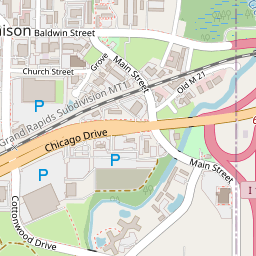 ison
Baldwin Street
Church Street
Grove
Main Street
Old M 21
Grand Rapids Subdivision MT1
Chicago Drive
6
P
P
P
P
Main Street
I
Cottonwood Drive